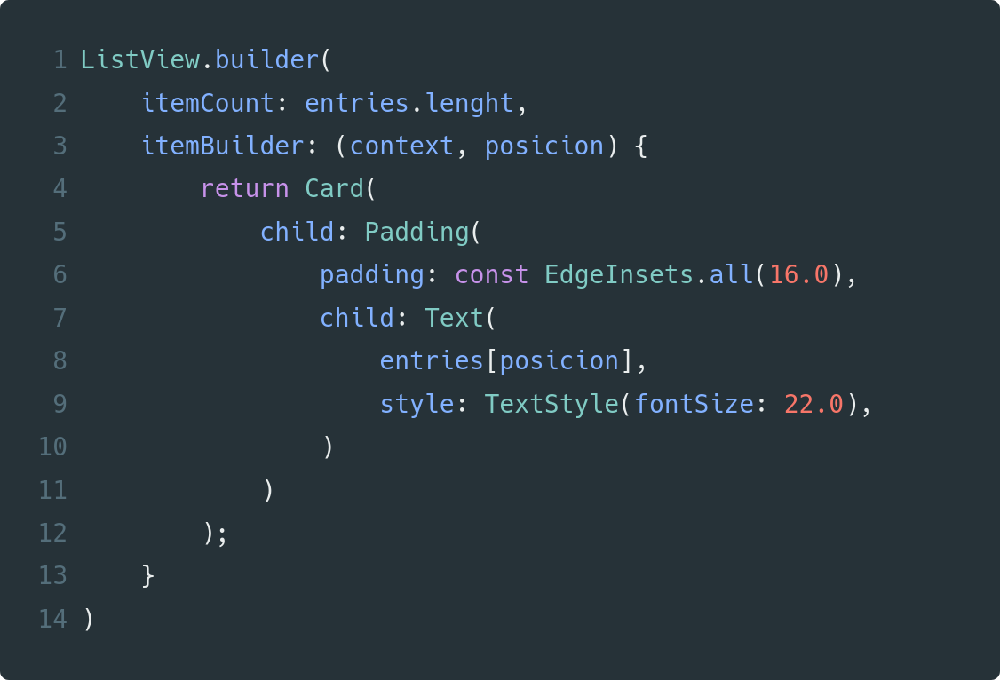 1 ListView.builder(
2     itemCount: entries.lenght,
3     itemBuilder: (context, posicion) {
4         return Card(
5             child: Padding(
6                 padding: const EdgeInsets.all(16.0),
7                 child: Text(
8                     entries[posicion],
9                     style: TextStyle(fontSize: 22.0),
10                 )
11             )
12         );
13     }
14 )